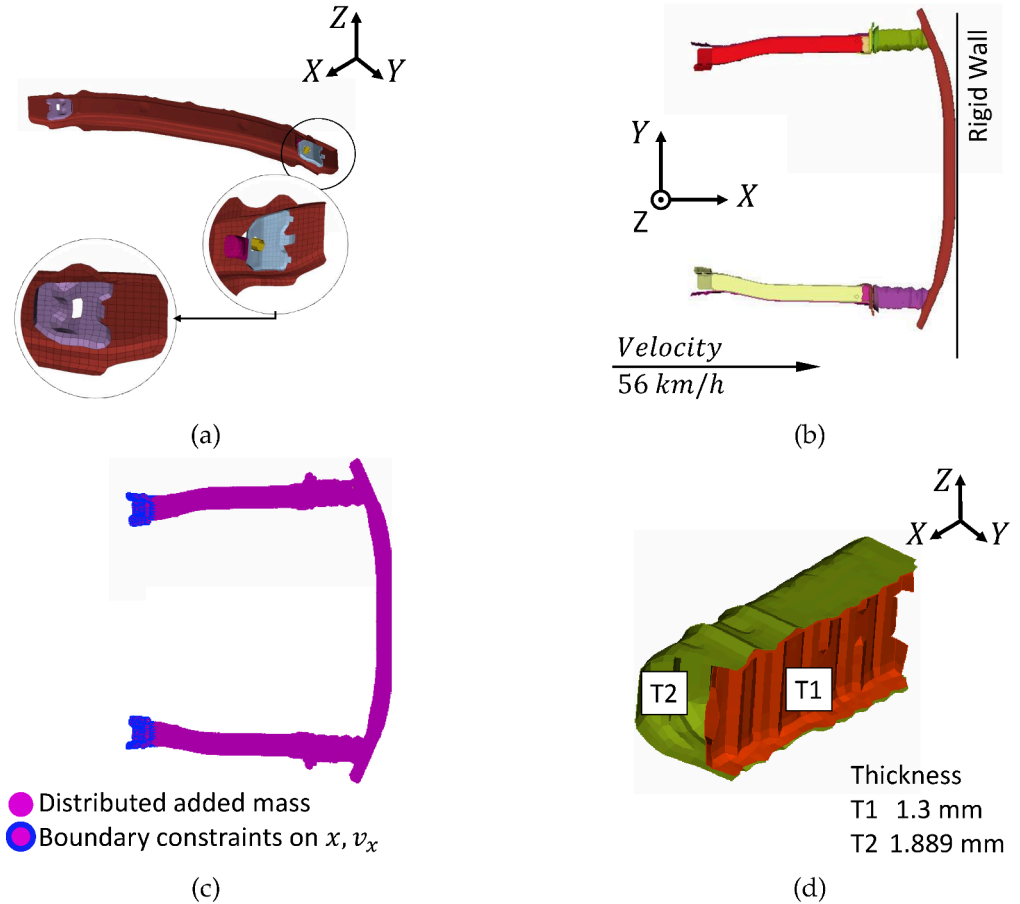 Z
X
Y
(a)
Rigid Wall
Y
X
Z
Velocity
56 km/h
(b)
Distributed added mass
Boundary constraints on x, vₓ
(c)
Z
X
Y
T2
T1
Thickness
T1 1.3 mm
T2 1.889 mm
(d)